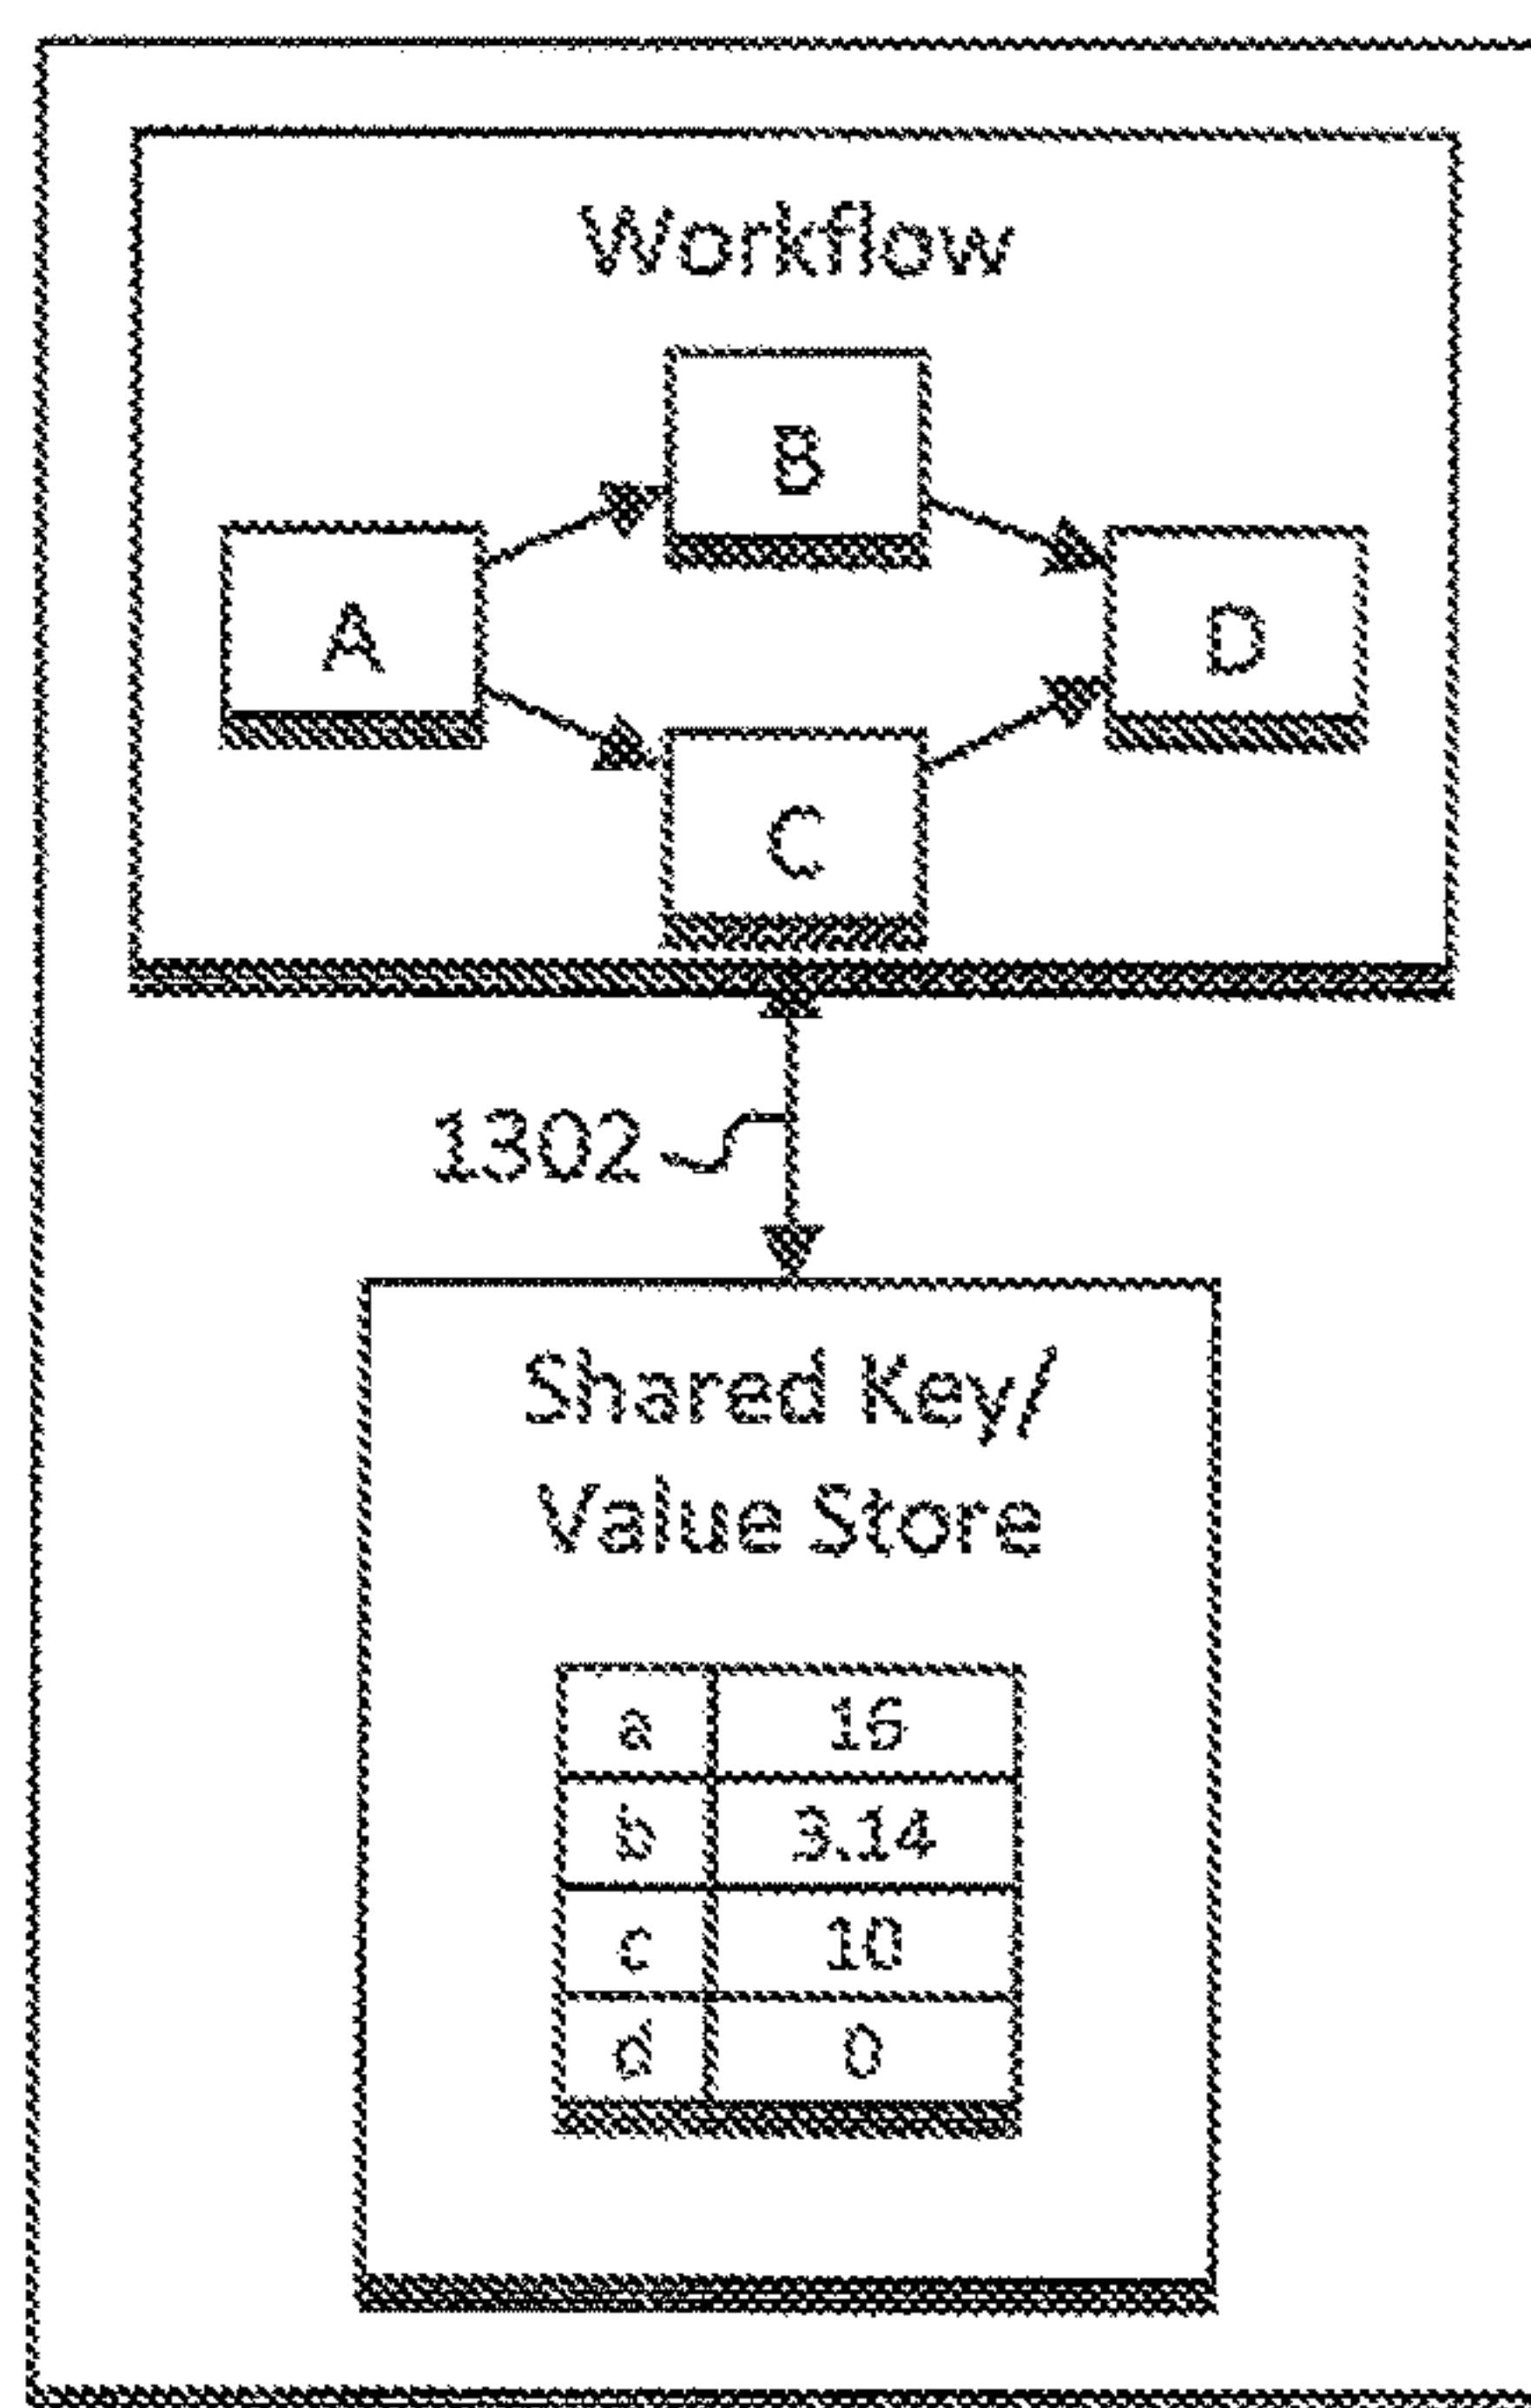 Workflow
B
A
D
C
1302
Shared Key/
Value Store
a 16
b 3.14
c 10
d 0